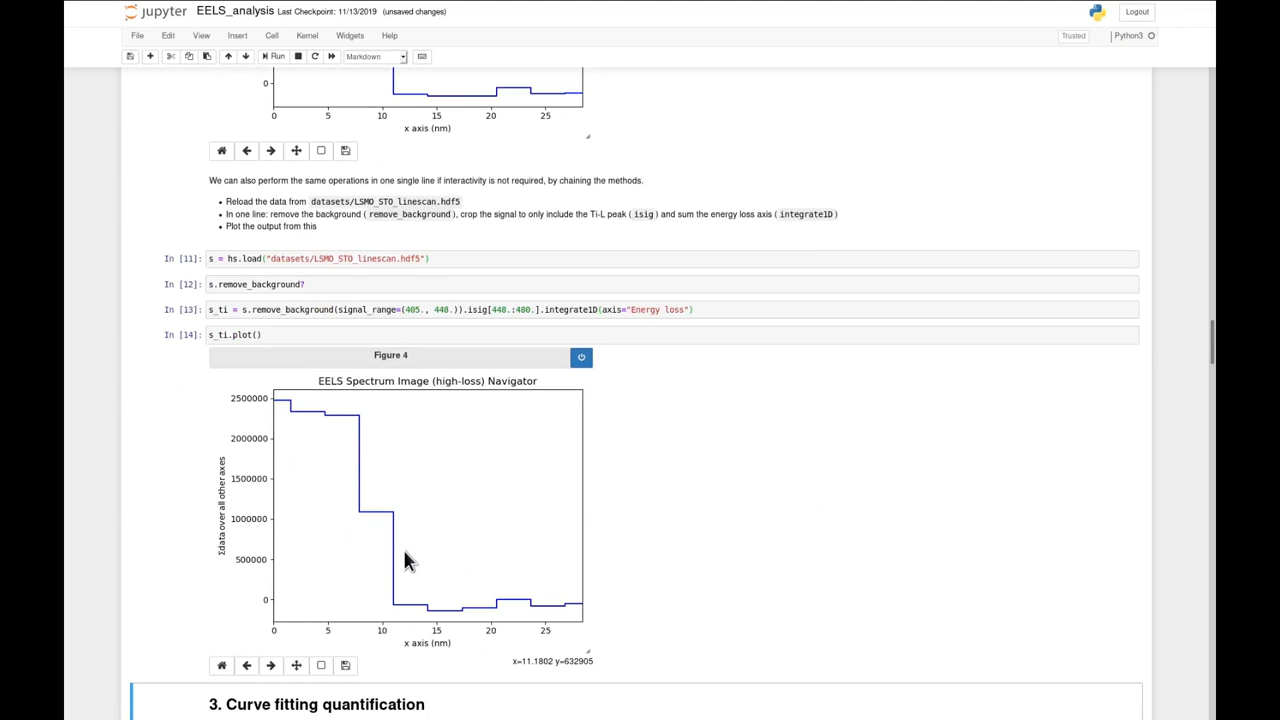 jupyter EELS_analysis Last Checkpoint: 11/13/2019 (unsaved changes) Logout
File Edit View Insert Cell Kernel Widgets Help Trusted Python3
Run Markdown
0
0 5 10 15 20 25
x axis (nm)
We can also perform the same operations in one single line if interactivity is not required, by chaining the methods.
• Reload the data from datasets/LSMO_STO_linescan.hdf5
• In one line: remove the background ( remove_background), crop the signal to only include the Ti-L peak ( isig) and sum the energy loss axis ( integrate1D)
• Plot the output from this
In [11]: s = hs.load("datasets/LSMO_STO_linescan.hdf5")
In [12]: s.remove_background?
In [13]: s_ti = s.remove_background(signal_range=(405., 448.)).isig[448.:480.].integrate1D(axis="Energy loss")
In [14]: s_ti.plot()
Figure 4
EELS Spectrum Image (high-loss) Navigator
2500000
2000000
1500000
1000000
500000
0
Σdata over all other axes
0 5 10 15 20 25
x axis (nm)
x=11.1802 y=632905
3. Curve fitting quantification